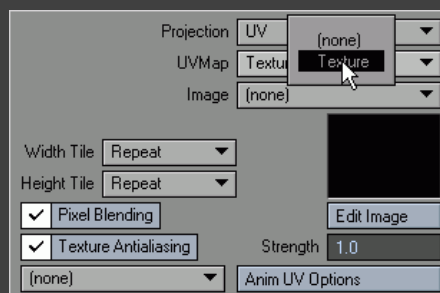 Projection UV
(none)
UVMap Textu
Texture
Image (none)
Width Tile Repeat
Height Tile Repeat
Pixel Blending Edit Image
Texture Antialiasing Strength 1.0
(none) Anim UV Options